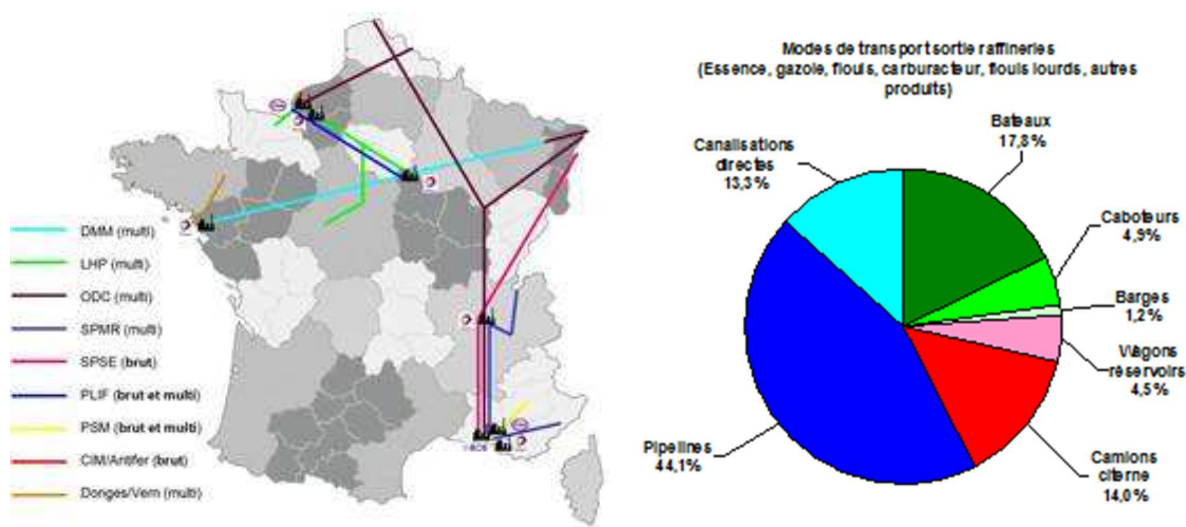 DMM (multi)
LHP (multi)
ODC (multi)
SPMR (multi)
SPSE (brut)
PLIF (brut et multi)
PSM (brut et multi)
CIM/Antifer (brut)
Donges/Vern (multi)
Modes de transport sortie raffineries
(Essence, gazole, fiouls, carburacteur, fiouls lourds, autres
produits)
Bateaux
17,8%
Canalisations
directes
13,3%
Caboteurs
4,9%
Barges
1,2%
Wagons
réservoirs
4,5%
Pipelines
44,1%
Camions
citerne
14,0%